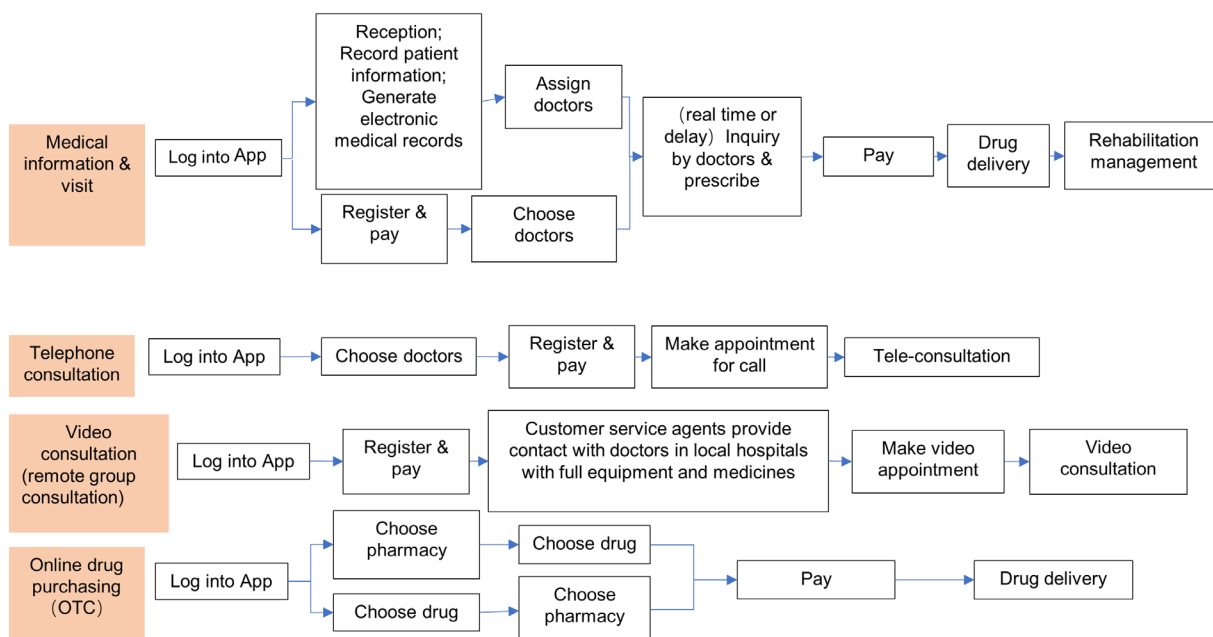 Medical
information &
visit
Log into App
Reception;
Record patient
information;
Generate
electronic
medical records
Assign
doctors
Register &
pay
Choose
doctors
（real time or
delay）Inquiry
by doctors &
prescribe
Pay
Drug
delivery
Rehabilitation
management
Telephone
consultation
Log into App
Choose doctors
Register &
pay
Make appointment
for call
Tele-consultation
Video
consultation
(remote group
consultation)
Log into App
Register &
pay
Customer service agents provide
contact with doctors in local hospitals
with full equipment and medicines
Make video
appointment
Video
consultation
Online drug
purchasing
（OTC）
Log into App
Choose
pharmacy
Choose drug
Choose drug
Choose
pharmacy
Pay
Drug delivery